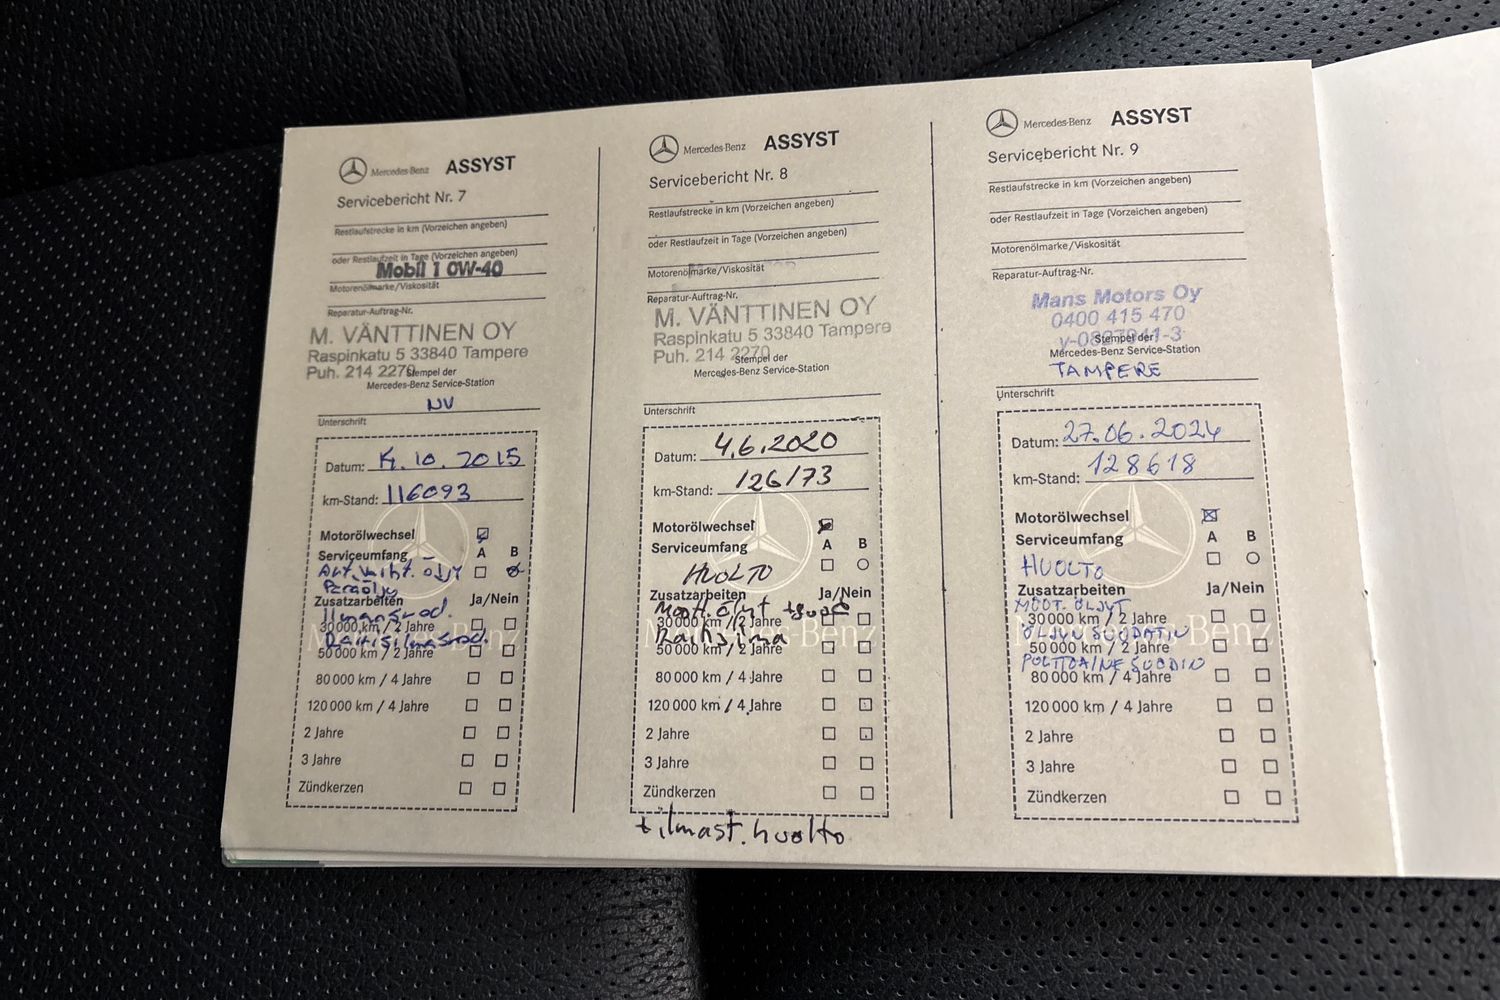 Mercedes-Benz ASSYST
Servicebericht Nr. 7
Restlaufstrecke in km (Vorzeichen angeben)
oder Restlaufzeit in Tage (Vorzeichen angeben)
Mobil 1 0W-40
Motorenölmarke/Viskosität
Reparatur-Auftrag-Nr.
M. VÄNTTINEN OY
Raspinkatu 5 33840 Tampere
Puh. 214 2270
Stempel der
Mercedes-Benz Service-Station
NV
Unterschrift
Datum: 10. 2015
km-Stand: 116093
Motorölwechsel
Serviceumfang A B
Aut. öljy
Peräöljy
Zusatzarbeiten Ja/Nein
Ilmansuod.
30 000 km / 2 Jahre
Raitisilmasuod.
50 000 km / 2 Jahre
80 000 km / 4 Jahre
120 000 km / 4 Jahre
2 Jahre
3 Jahre
Zündkerzen
Mercedes-Benz ASSYST
Servicebericht Nr. 8
Restlaufstrecke in km (Vorzeichen angeben)
oder Restlaufzeit in Tage (Vorzeichen angeben)
Motorenölmarke/Viskosität
Reparatur-Auftrag-Nr.
M. VÄNTTINEN OY
Raspinkatu 5 33840 Tampere
Puh. 214 2270
Stempel der
Mercedes-Benz Service-Station
Unterschrift
Datum: 4.6.2020
km-Stand: 126173
Motorölwechsel
Serviceumfang A B
HUOLTO
Zusatzarbeiten Ja/Nein
30 000 km / 2 Jahre
Raitisilma
50 000 km / 2 Jahre
80 000 km / 4 Jahre
120 000 km / 4 Jahre
2 Jahre
3 Jahre
Zündkerzen
ilmast. huolto
Mercedes-Benz ASSYST
Servicebericht Nr. 9
Restlaufstrecke in km (Vorzeichen angeben)
oder Restlaufzeit in Tage (Vorzeichen angeben)
Motorenölmarke/Viskosität
Reparatur-Auftrag-Nr.
Mans Motors Oy
0400 415 470
Stempel der
Mercedes-Benz Service-Station
TAMPERE
Unterschrift
Datum: 27.06.2024
km-Stand: 128618
Motorölwechsel
Serviceumfang A B
HUOLTO
Zusatzarbeiten Ja/Nein
MOOT. ÖLJYT
30 000 km / 2 Jahre
ÖLJYN SUODATIN
50 000 km / 2 Jahre
POLTTOAINESUODIN
80 000 km / 4 Jahre
120 000 km / 4 Jahre
2 Jahre
3 Jahre
Zündkerzen